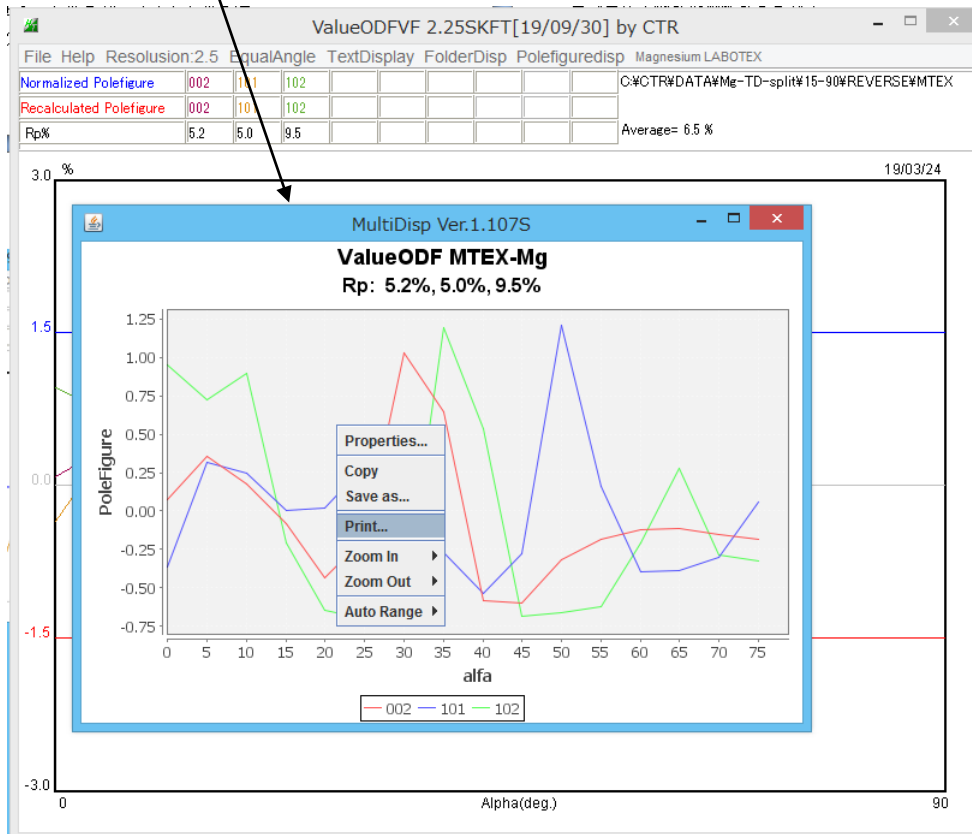 ValueODFVF 2.25SKFT[19/09/30] by CTR
File Help Resolusion:2.5 EqualAngle TextDisplay FolderDisp Polefiguredisp Magnesium LABOTEX
Normalized Polefigure 002 101 102 C:¥CTR¥DATA¥Mg-TD-split¥15-90¥REVERSE¥MTEX
Recalculated Polefigure 002 101 102
Rp% 5.2 5.0 9.5 Average= 6.5 %
3.0 % 19/03/24
MultiDisp Ver.1.107S
ValueODF MTEX-Mg
Rp: 5.2%, 5.0%, 9.5%
1.25
1.5
1.00
0.75
0.50
Properties...
PoleFigure
Copy
0.0
0.25
Save as...
0.00
Print...
-0.25
Zoom In
Zoom Out
-0.50
Auto Range
-0.75
-1.5
0 5 10 15 20 25 30 35 40 45 50 55 60 65 70 75
alfa
002 101 102
-3.0
0 Alpha(deg.) 90